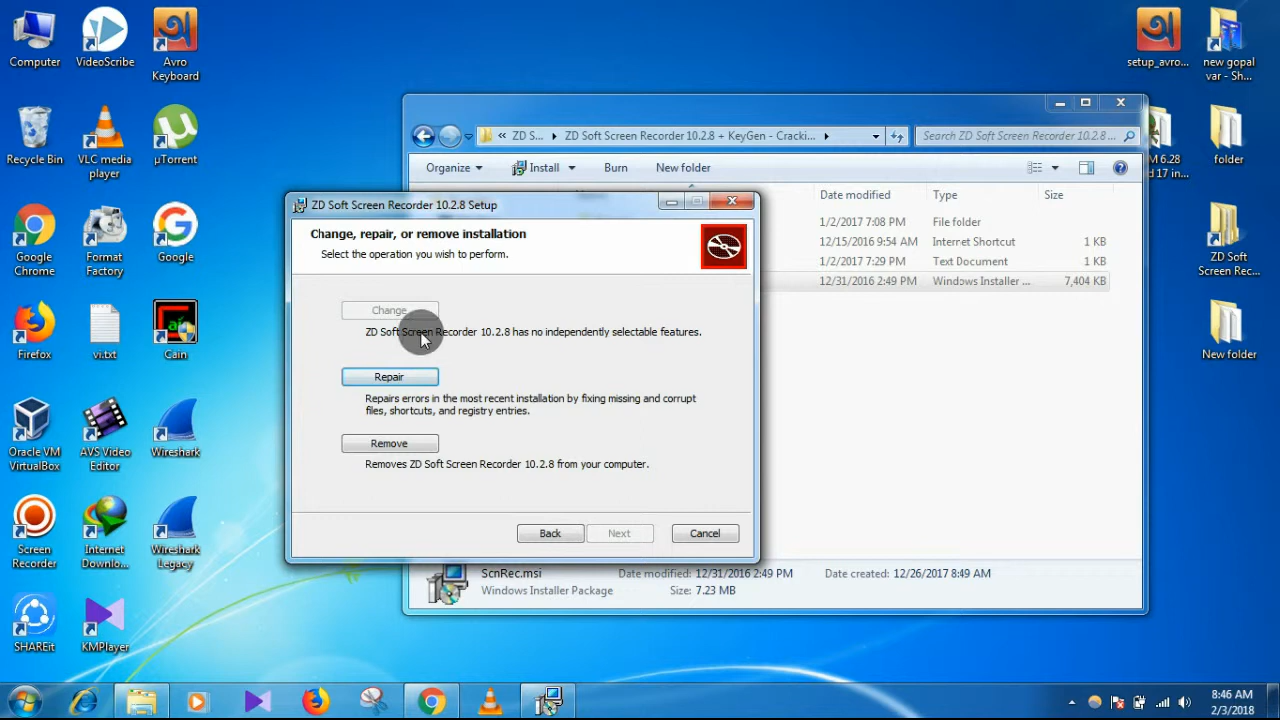 Computer
VideoScribe
Avro
Keyboard
setup_avro...
new gopal
var - Sh...
Recycle Bin
VLC media
player
µTorrent
M 6.28
d 17 in...
folder
Google
Chrome
Format
Factory
Google
ZD Soft
Screen Rec...
Firefox
vi.txt
Cain
New folder
Oracle VM
VirtualBox
AVS Video
Editor
Wireshark
Screen
Recorder
Internet
Downlo...
Wireshark
Legacy
SHAREit
KMPlayer
« ZD S... ZD Soft Screen Recorder 10.2.8 + KeyGen - Cracki...
Search ZD Soft Screen Recorder 10.2.8 ...
Organize
Install
Burn
New folder
Date modified Type Size
1/2/2017 7:08 PM File folder
12/15/2016 9:54 AM Internet Shortcut 1 KB
1/2/2017 7:29 PM Text Document 1 KB
12/31/2016 2:49 PM Windows Installer ... 7,404 KB
ZD Soft Screen Recorder 10.2.8 Setup
Change, repair, or remove installation
Select the operation you wish to perform.
Change
ZD Soft Screen Recorder 10.2.8 has no independently selectable features.
Repair
Repairs errors in the most recent installation by fixing missing and corrupt
files, shortcuts, and registry entries.
Remove
Removes ZD Soft Screen Recorder 10.2.8 from your computer.
Back
Next
Cancel
ScnRec.msi Date modified: 12/31/2016 2:49 PM Date created: 12/26/2017 8:49 AM
Windows Installer Package Size: 7.23 MB
8:46 AM
2/3/2018